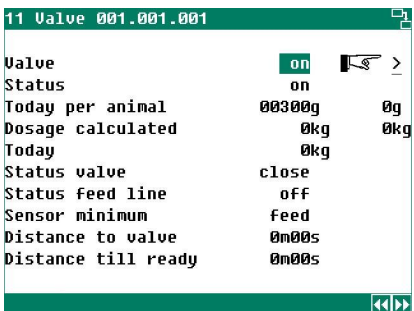 11 Valve 001.001.001
Valve on >
Status on
Today per animal 00300g 0g
Dosage calculated 0kg 0kg
Today 0kg
Status valve close
Status feed line off
Sensor minimum feed
Distance to valve 0m00s
Distance till ready 0m00s